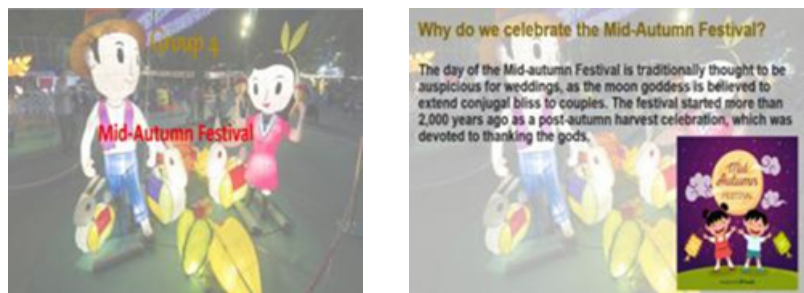 Group 4
Mid-Autumn Festival
Why do we celebrate the Mid-Autumn Festival?
The day of the Mid-autumn Festival is traditionally thought to be
auspicious for weddings, as the moon goddess is believed to
extend conjugal bliss to couples. The festival started more than
2,000 years ago as a post-autumn harvest celebration, which was
devoted to thanking the gods.
Mid
Autumn
FESTIVAL